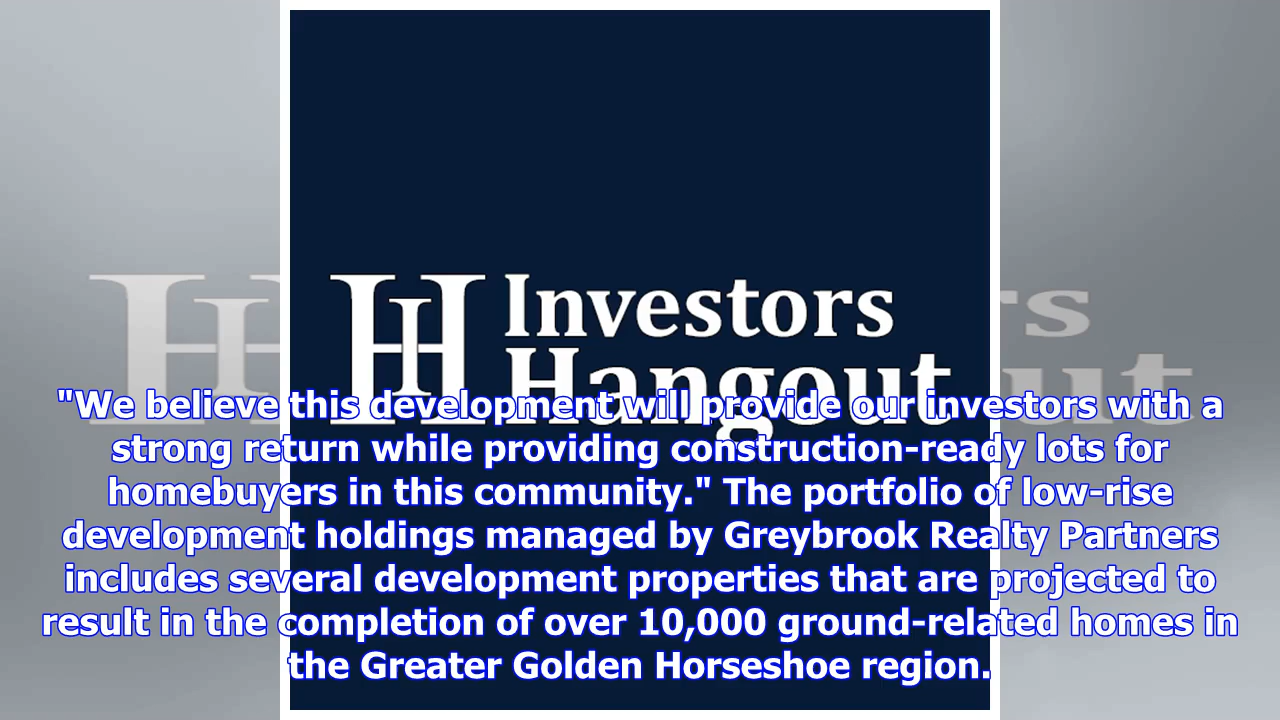 HI Investors
Hangout
"We believe this development will provide our investors with a
strong return while providing construction-ready lots for
homebuyers in this community." The portfolio of low-rise
development holdings managed by Greybrook Realty Partners
includes several development properties that are projected to
result in the completion of over 10,000 ground-related homes in
the Greater Golden Horseshoe region.